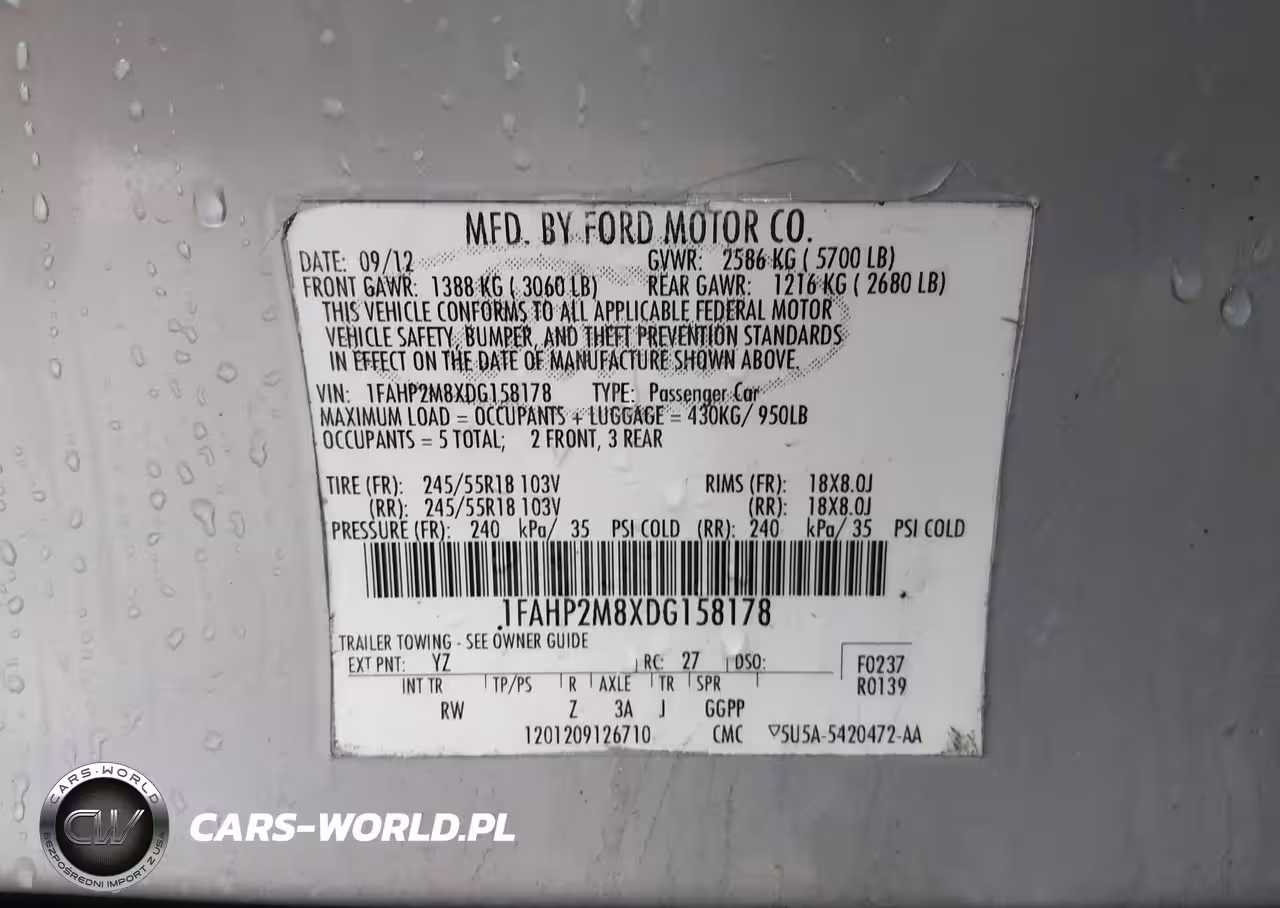 MFD. BY FORD MOTOR CO.
DATE: 09/12 GVWR: 2586 KG ( 5700 LB)
FRONT GAWR: 1388 KG ( 3060 LB) REAR GAWR: 1216 KG ( 2680 LB)
THIS VEHICLE CONFORMS TO ALL APPLICABLE FEDERAL MOTOR
VEHICLE SAFETY, BUMPER, AND THEFT PREVENTION STANDARDS
IN EFFECT ON THE DATE OF MANUFACTURE SHOWN ABOVE.
VIN: 1FAHP2M8XDG158178 TYPE: Passenger Car
MAXIMUM LOAD = OCCUPANTS + LUGGAGE = 430KG/ 950LB
OCCUPANTS = 5 TOTAL; 2 FRONT, 3 REAR
TIRE (FR): 245/55R18 103V RIMS (FR): 18X8.0J
(RR): 245/55R18 103V (RR): 18X8.0J
PRESSURE (FR): 240 kPa/ 35 PSI COLD (RR): 240 kPa/ 35 PSI COLD
1FAHP2M8XDG158178
TRAILER TOWING - SEE OWNER GUIDE
EXT PNT: YZ RC: 27 DSO: F0237
R0139
INT TR TP/PS R AXLE TR SPR
RW Z 3A J GGPP
1201209126710 CMC ▽5U5A-5420472-AA
CARS-WORLD
CW
BEZPOŚREDNI IMPORT Z USA
CARS-WORLD.PL